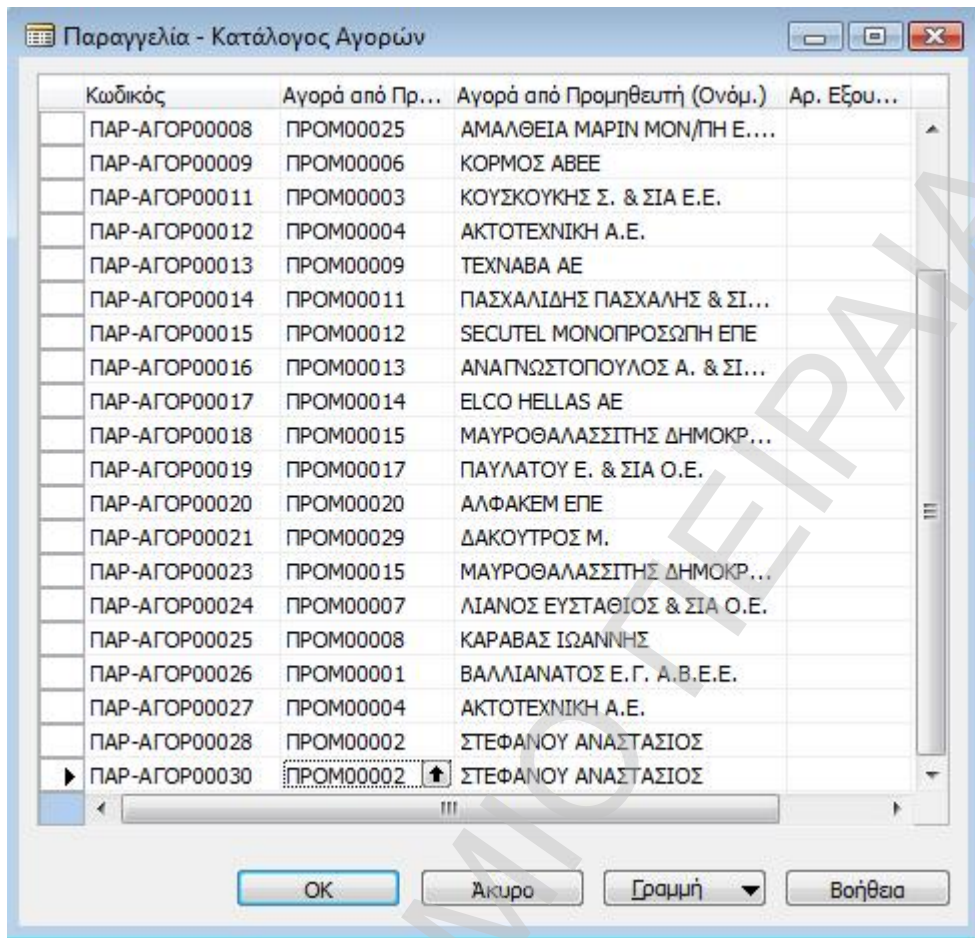 Παραγγελία - Κατάλογος Αγορών
Κωδικός Αγορά από Πρ... Αγορά από Προμηθευτή (Ονόμ.) Αρ. Εξου...
ΠΑΡ-ΑΓΟΡ00008 ΠΡΟΜ00025 ΑΜΑΛΘΕΙΑ ΜΑΡΙΝ ΜΟΝ/ΠΗ Ε....
ΠΑΡ-ΑΓΟΡ00009 ΠΡΟΜ00006 ΚΟΡΜΟΣ ΑΒΕΕ
ΠΑΡ-ΑΓΟΡ00011 ΠΡΟΜ00003 ΚΟΥΣΚΟΥΚΗΣ Σ. & ΣΙΑ Ε.Ε.
ΠΑΡ-ΑΓΟΡ00012 ΠΡΟΜ00004 ΑΚΤΟΤΕΧΝΙΚΗ Α.Ε.
ΠΑΡ-ΑΓΟΡ00013 ΠΡΟΜ00009 ΤΕΧΝΑΒΑ ΑΕ
ΠΑΡ-ΑΓΟΡ00014 ΠΡΟΜ00011 ΠΑΣΧΑΛΙΔΗΣ ΠΑΣΧΑΛΗΣ & ΣΙ...
ΠΑΡ-ΑΓΟΡ00015 ΠΡΟΜ00012 SECUTEL ΜΟΝΟΠΡΟΣΩΠΗ ΕΠΕ
ΠΑΡ-ΑΓΟΡ00016 ΠΡΟΜ00013 ΑΝΑΓΝΩΣΤΟΠΟΥΛΟΣ Α. & ΣΙ...
ΠΑΡ-ΑΓΟΡ00017 ΠΡΟΜ00014 ELCO HELLAS ΑΕ
ΠΑΡ-ΑΓΟΡ00018 ΠΡΟΜ00015 ΜΑΥΡΟΘΑΛΑΣΣΙΤΗΣ ΔΗΜΟΚΡ...
ΠΑΡ-ΑΓΟΡ00019 ΠΡΟΜ00017 ΠΑΥΛΑΤΟΥ Ε. & ΣΙΑ Ο.Ε.
ΠΑΡ-ΑΓΟΡ00020 ΠΡΟΜ00020 ΑΛΦΑΚΕΜ ΕΠΕ
ΠΑΡ-ΑΓΟΡ00021 ΠΡΟΜ00029 ΔΑΚΟΥΤΡΟΣ Μ.
ΠΑΡ-ΑΓΟΡ00023 ΠΡΟΜ00015 ΜΑΥΡΟΘΑΛΑΣΣΙΤΗΣ ΔΗΜΟΚΡ...
ΠΑΡ-ΑΓΟΡ00024 ΠΡΟΜ00007 ΛΙΑΝΟΣ ΕΥΣΤΑΘΙΟΣ & ΣΙΑ Ο.Ε.
ΠΑΡ-ΑΓΟΡ00025 ΠΡΟΜ00008 ΚΑΡΑΒΑΣ ΙΩΑΝΝΗΣ
ΠΑΡ-ΑΓΟΡ00026 ΠΡΟΜ00001 ΒΑΛΛΙΑΝΑΤΟΣ Ε.Γ. Α.Β.Ε.Ε.
ΠΑΡ-ΑΓΟΡ00027 ΠΡΟΜ00004 ΑΚΤΟΤΕΧΝΙΚΗ Α.Ε.
ΠΑΡ-ΑΓΟΡ00028 ΠΡΟΜ00002 ΣΤΕΦΑΝΟΥ ΑΝΑΣΤΑΣΙΟΣ
ΠΑΡ-ΑΓΟΡ00030 ΠΡΟΜ00002 ΣΤΕΦΑΝΟΥ ΑΝΑΣΤΑΣΙΟΣ
OK Άκυρο Γραμμή Βοήθεια
ΜΙΟ ΠΕΙΡΑΙΑ